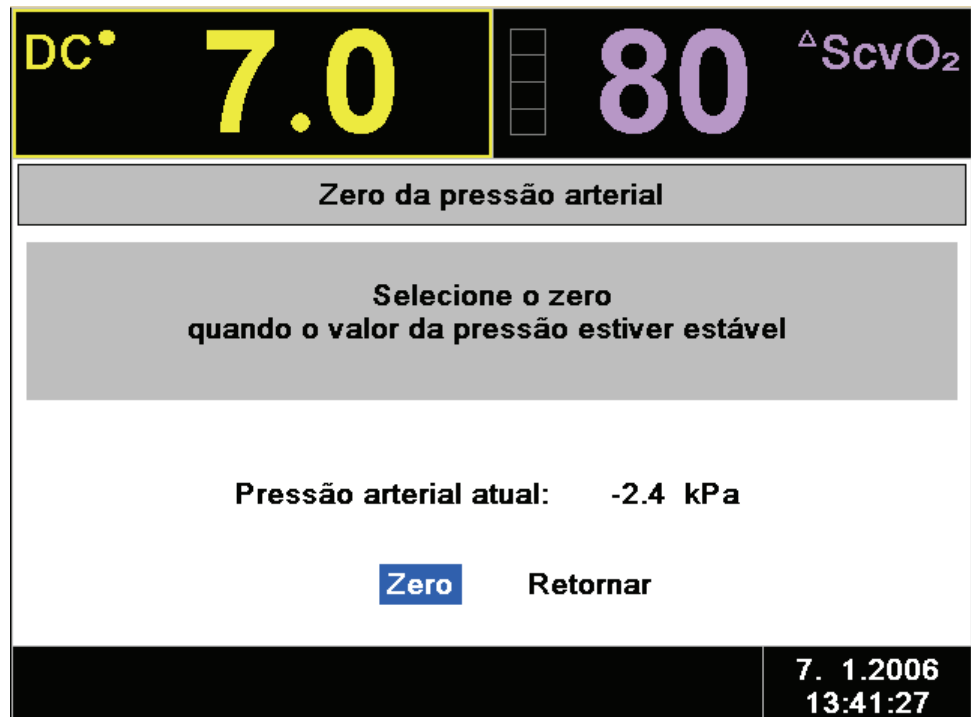 DC• 7.0 80 ΔScvO₂
Zero da pressão arterial
Selecione o zero
quando o valor da pressão estiver estável
Pressão arterial atual: -2.4 kPa
Zero Retornar
7. 1.2006
13:41:27